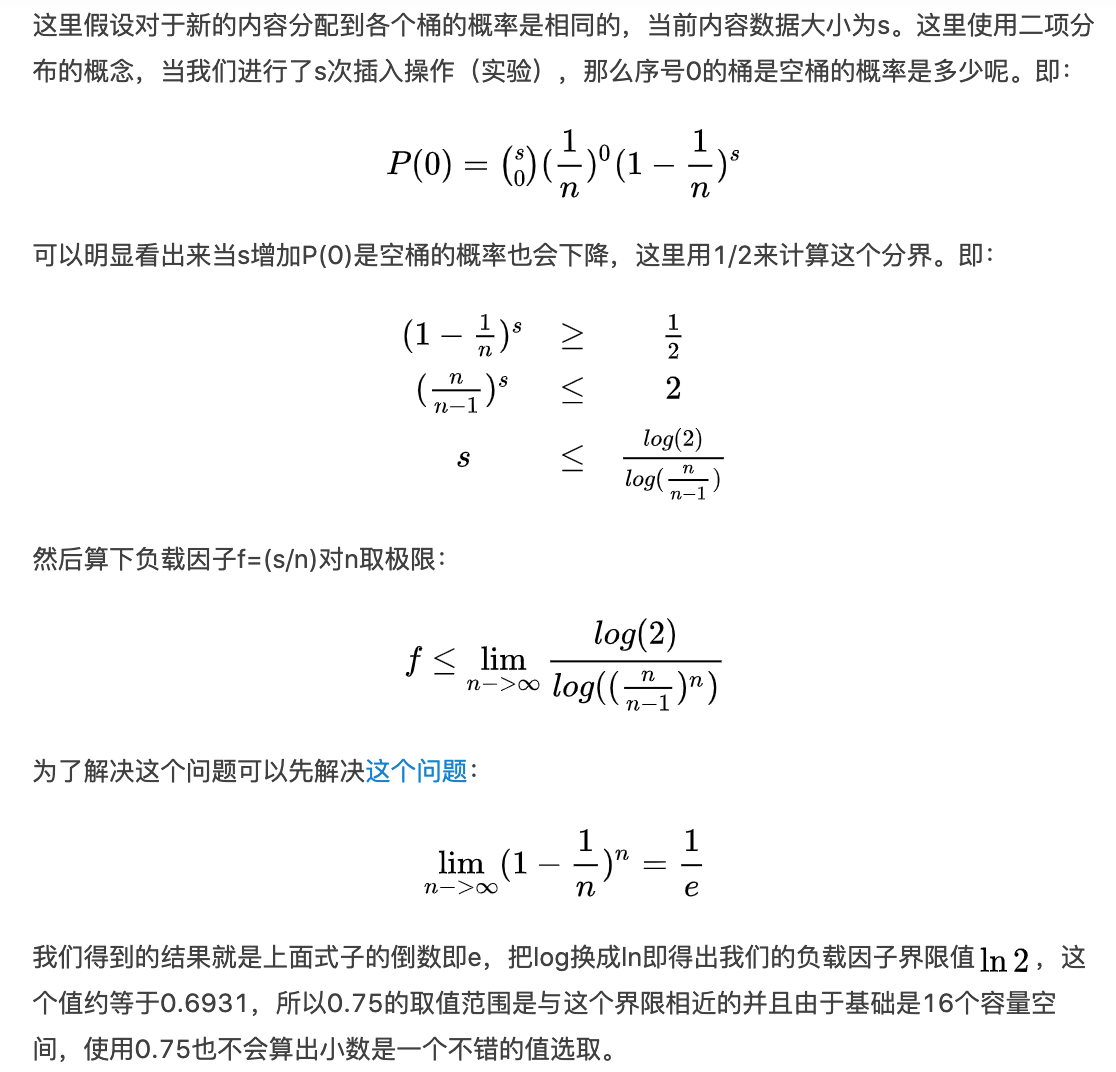 这里假设对于新的内容分配到各个桶的概率是相同的，当前内容数据大小为s。这里使用二项分
布的概念，当我们进行了s次插入操作（实验），那么序号0的桶是空桶的概率是多少呢。即：
P(0) = \binom{s}{0}(\frac{1}{n})^0(1 - \frac{1}{n})^s
可以明显看出来当s增加P(0)是空桶的概率也会下降，这里用1/2来计算这个分界。即：
(1 - \frac{1}{n})^s ≥ \frac{1}{2}
(\frac{n}{n-1})^s ≤ 2
s ≤ \frac{log(2)}{log(\frac{n}{n-1})}
然后算下负载因子f=(s/n)对n取极限：
f ≤ \lim_{n->∞} \frac{log(2)}{log((\frac{n}{n-1})^n)}
为了解决这个问题可以先解决这个问题：
\lim_{n->∞}(1 - \frac{1}{n})^n = \frac{1}{e}
我们得到的结果就是上面式子的倒数即e，把log换成ln即得出我们的负载因子界限值 ln 2，这
个值约等于0.6931，所以0.75的取值范围是与这个界限相近的并且由于基础是16个容量空
间，使用0.75也不会算出小数是一个不错的值选取。